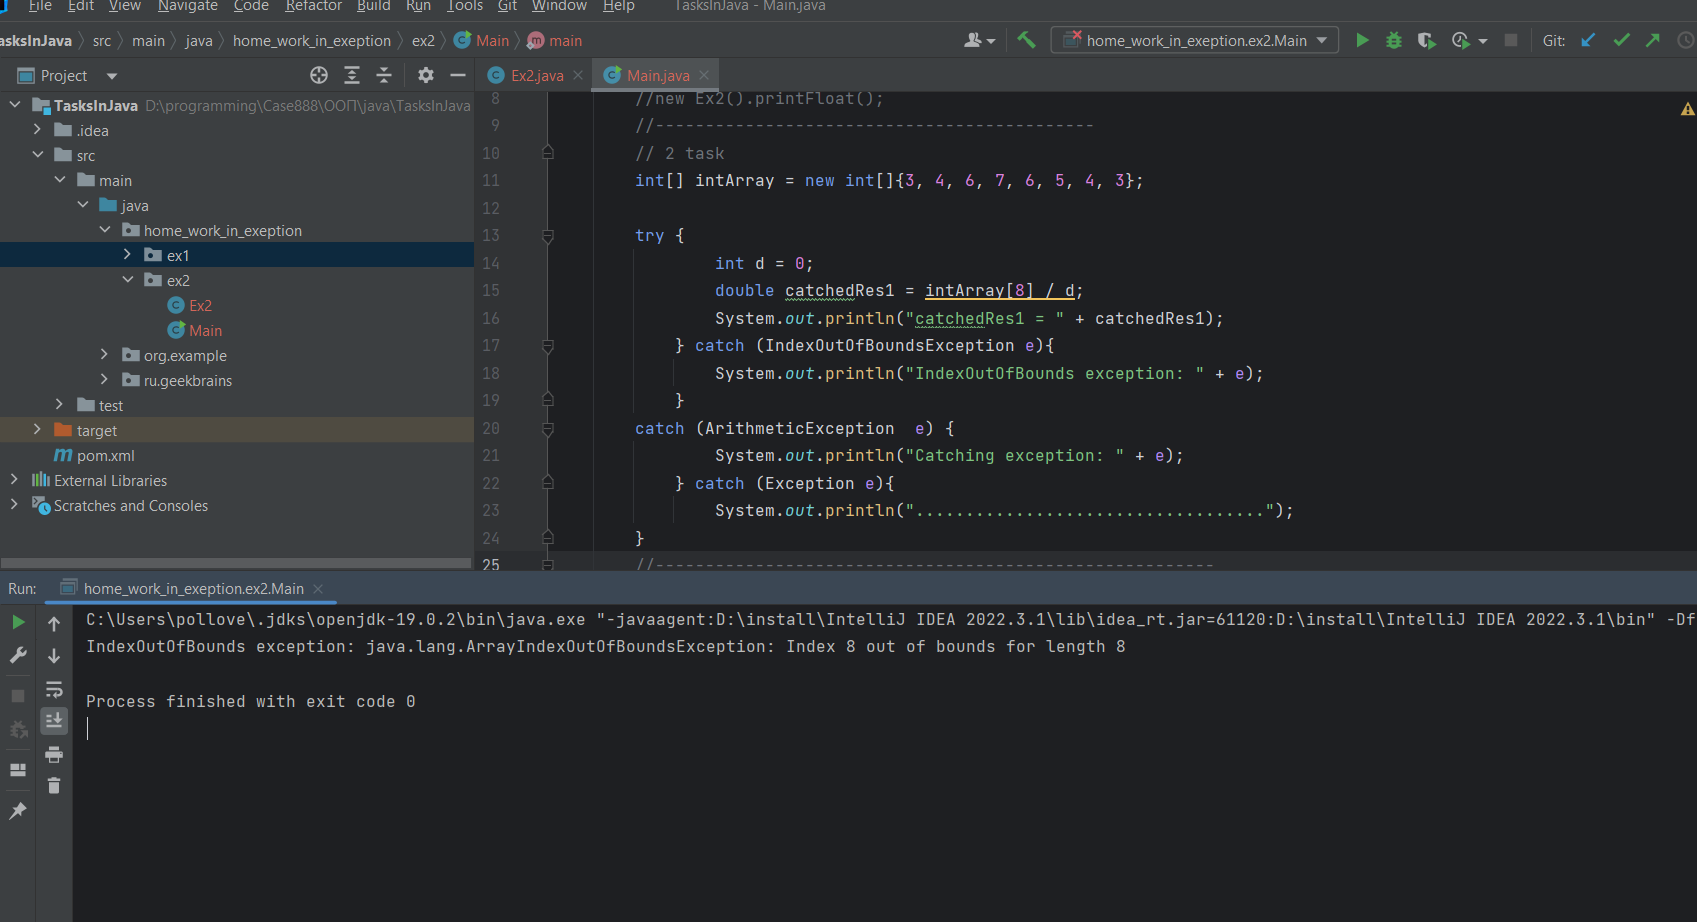 File Edit View Navigate Code Refactor Build Run Tools Git Window Help TasksInJava - Main.java
asksInJava src main java home_work_in_exeption ex2 Main main home_work_in_exeption.ex2.Main Git:
Project Ex2.java Main.java
TasksInJava D:\programming\Case888\ООП\java\TasksInJava
.idea
src
main
java
home_work_in_exeption
ex1
ex2
Ex2
Main
org.example
ru.geekbrains
test
target
pom.xml
External Libraries
Scratches and Consoles
8 //new Ex2().printFloat();
9 //--------------------------------------------
10 // 2 task
11 int[] intArray = new int[]{3, 4, 6, 7, 6, 5, 4, 3};
12
13 try {
14 int d = 0;
15 double catchedRes1 = intArray[8] / d;
16 System.out.println("catchedRes1 = " + catchedRes1);
17 } catch (IndexOutOfBoundsException e){
18 System.out.println("IndexOutOfBounds exception: " + e);
19 }
20 catch (ArithmeticException  e) {
21 System.out.println("Catching exception: " + e);
22 } catch (Exception e){
23 System.out.println("...................................");
24 }
25 //--------------------------------------------------------
Run: home_work_in_exeption.ex2.Main
C:\Users\pollove\.jdks\openjdk-19.0.2\bin\java.exe "-javaagent:D:\install\IntelliJ IDEA 2022.3.1\lib\idea_rt.jar=61120:D:\install\IntelliJ IDEA 2022.3.1\bin" -Df
IndexOutOfBounds exception: java.lang.ArrayIndexOutOfBoundsException: Index 8 out of bounds for length 8
Process finished with exit code 0